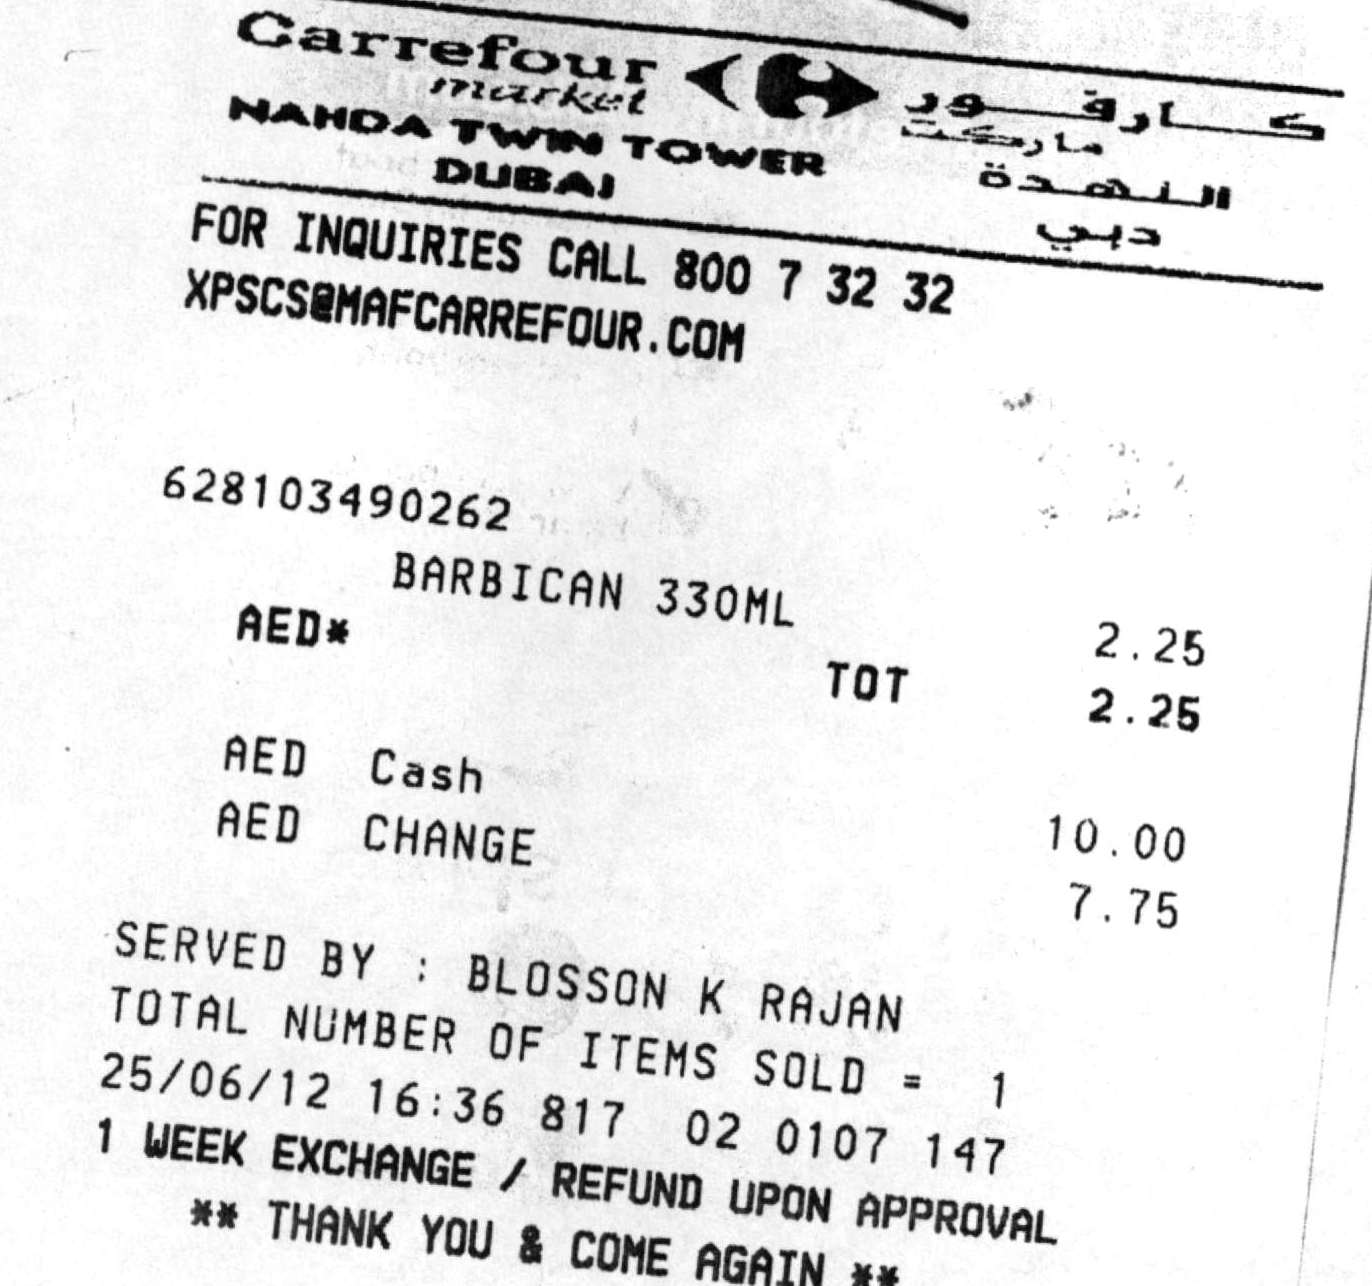 Carrefour كارفور
market ماركت
NAHDA TWIN TOWER النهدة
DUBAI دبي
FOR INQUIRIES CALL 800 7 32 32
XPSCS@MAFCARREFOUR.COM
628103490262
BARBICAN 330ML 2.25
AED* TOT 2.25
AED Cash 10.00
AED CHANGE 7.75
SERVED BY : BLOSSON K RAJAN
TOTAL NUMBER OF ITEMS SOLD = 1
25/06/12 16:36 817 02 0107 147
1 WEEK EXCHANGE / REFUND UPON APPROVAL
** THANK YOU & COME AGAIN **